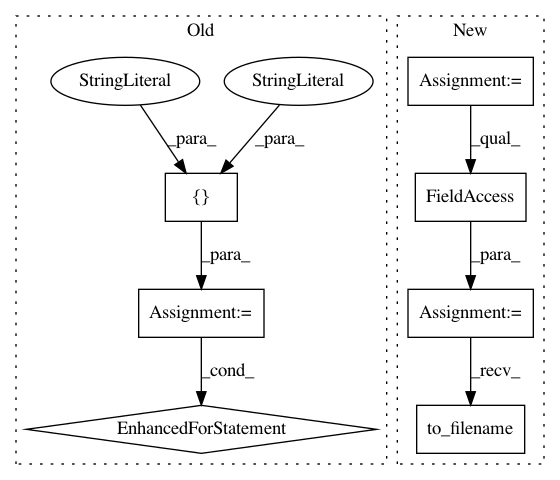 Old
New
StringLiteral
StringLiteral
Assignment:=
_para_
_para_
_qual_
{}
FieldAccess
_para_
_para_
Assignment:=
Assignment:=
_cond_
_recv_
EnhancedForStatement
to_filename